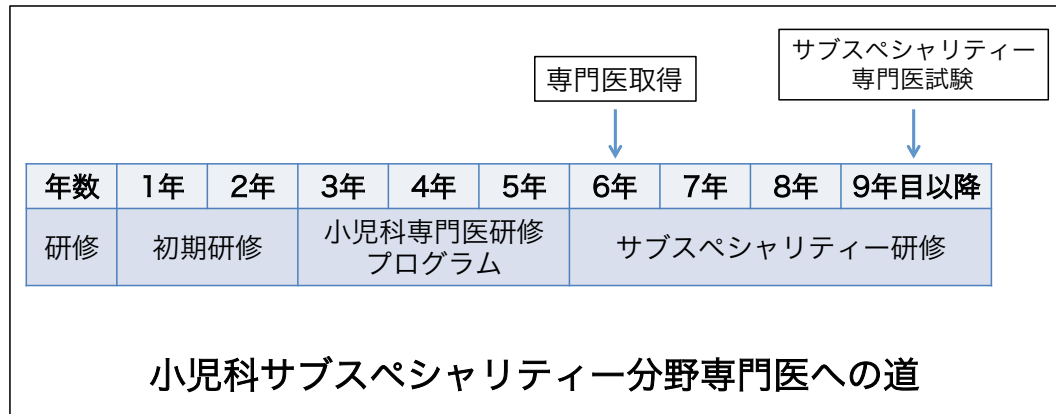 サブスペシャリティー
専門医試験
専門医取得
年数 1年 2年 3年 4年 5年 6年 7年 8年 9年目以降
研修 初期研修 小児科専門医研修
プログラム サブスペシャリティー研修
小児科サブスペシャリティー分野専門医への道